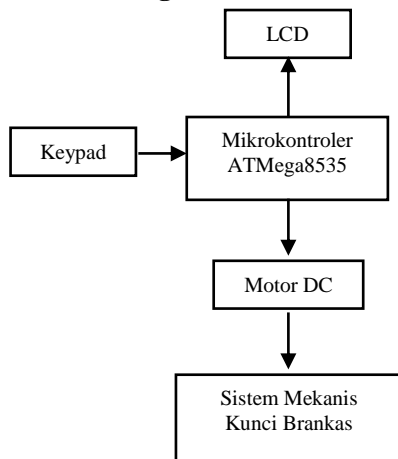 LCD
Keypad
Mikrokontroler
ATMega8535
Motor DC
Sistem Mekanis
Kunci Brankas